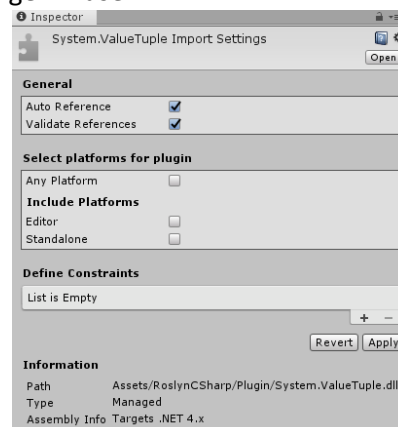 Inspector
System.ValueTuple Import Settings
Open
General
Auto Reference
Validate References
Select platforms for plugin
Any Platform
Include Platforms
Editor
Standalone
Define Constraints
List is Empty
+ −
Revert Apply
Information
Path Assets/RoslynCSharp/Plugin/System.ValueTuple.dll
Type Managed
Assembly Info Targets .NET 4.x